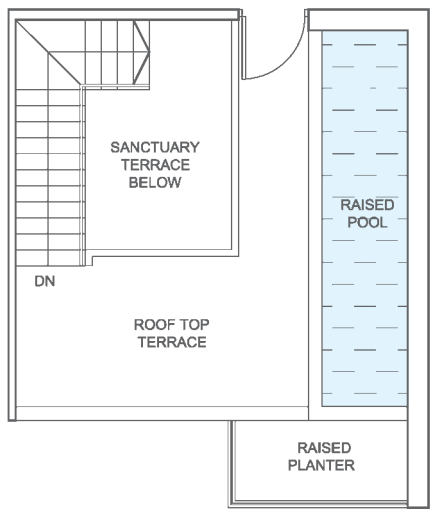 SANCTUARY
TERRACE
BELOW
RAISED
POOL
DN
ROOF TOP
TERRACE
RAISED
PLANTER